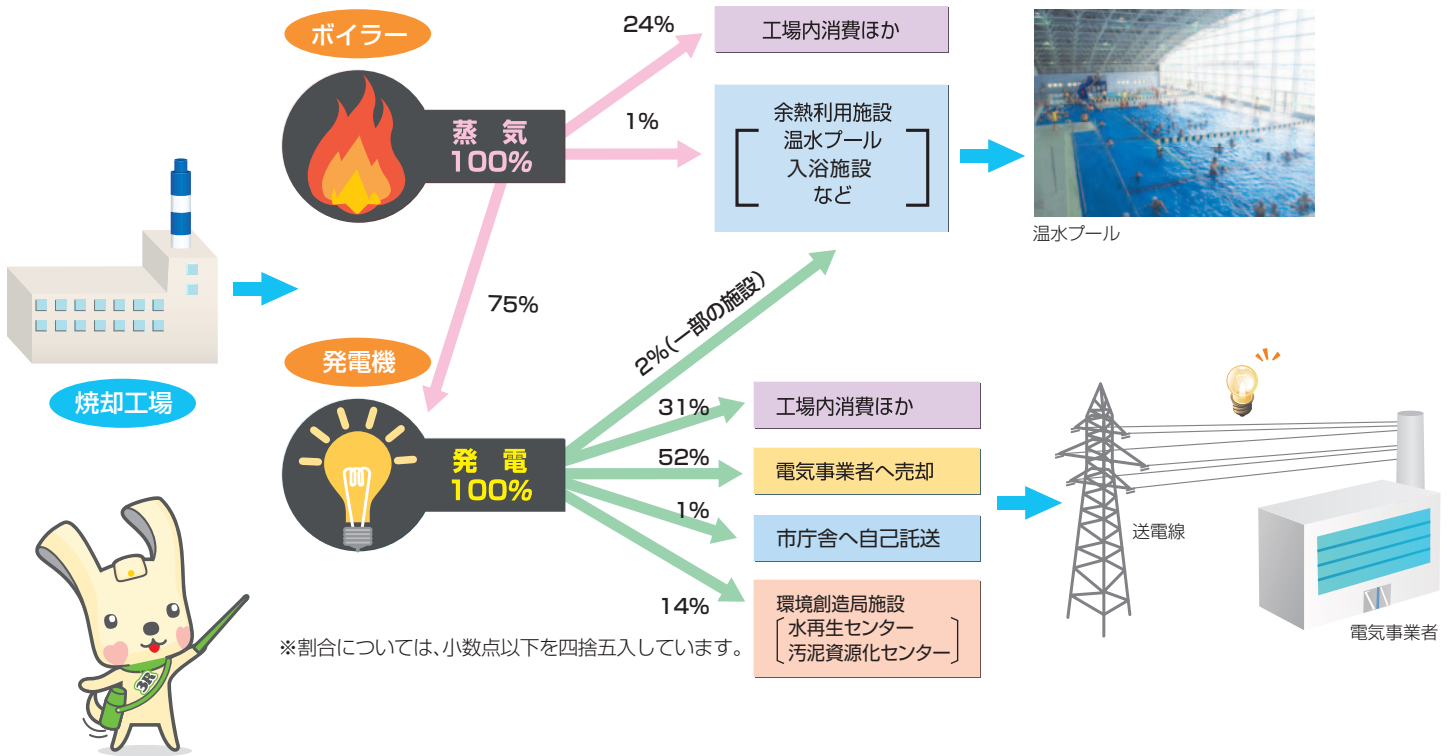 ボイラー
蒸気
100%
24%
工場内消費ほか
1%
余熱利用施設
温水プール
入浴施設
など
温水プール
75%
焼却工場
発電機
発電
100%
2%(一部の施設)
31%
工場内消費ほか
52%
電気事業者へ売却
1%
市庁舎へ自己託送
14%
環境創造局施設
水再生センター
汚泥資源化センター
送電線
電気事業者
※割合については、小数点以下を四捨五入しています。
3R